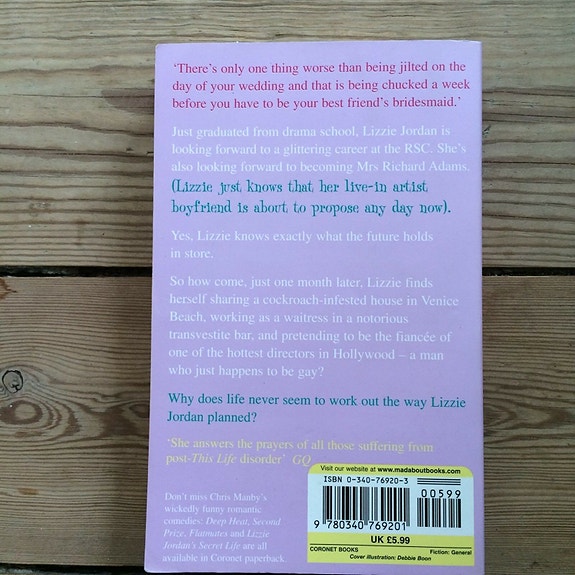 'There's only one thing worse than being jilted on the
day of your wedding and that is being chucked a week
before you have to be your best friend's bridesmaid.'
Just graduated from drama school, Lizzie Jordan is
looking forward to a glittering career at the RSC. She's
also looking forward to becoming Mrs Richard Adams.
(Lizzie just knows that her live-in artist
boyfriend is about to propose any day now).
Yes, Lizzie knows exactly what the future holds
in store.
So how come, just one month later, Lizzie finds
herself sharing a cockroach-infested house in Venice
Beach, working as a waitress in a notorious
transvestite bar, and pretending to be the fiancée of
one of the hottest directors in Hollywood – a man
who just happens to be gay?
Why does life never seem to work out the way Lizzie
Jordan planned?
'She answers the prayers of all those suffering from
post-This Life disorder' GQ
Don't miss Chris Manby's
wickedly funny romantic
comedies: Deep Heat, Second
Prize, Flatmates and Lizzie
Jordan's Secret Life are all
available in Coronet paperback.
Visit our website at www.madaboutbooks.com
ISBN 0-340-76920-3
00599
9 780340 769201
UK £5.99
CORONET BOOKS Fiction: General
Cover illustration: Debbie Boon